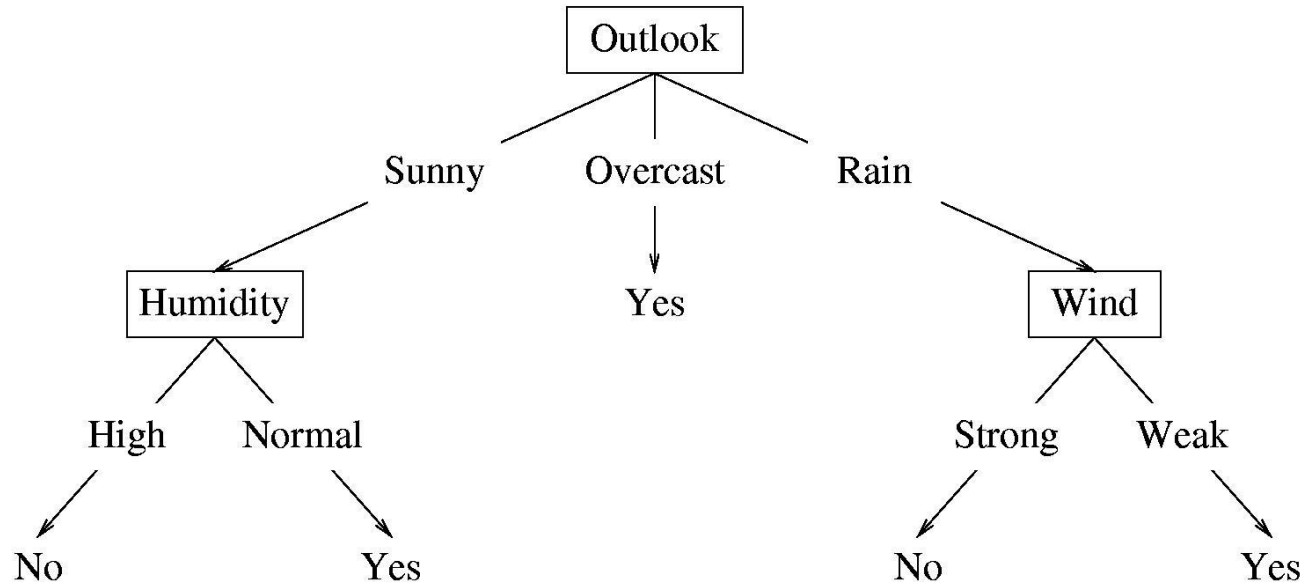 Outlook
Sunny Overcast Rain
Humidity Yes Wind
High Normal Strong Weak
No Yes No Yes